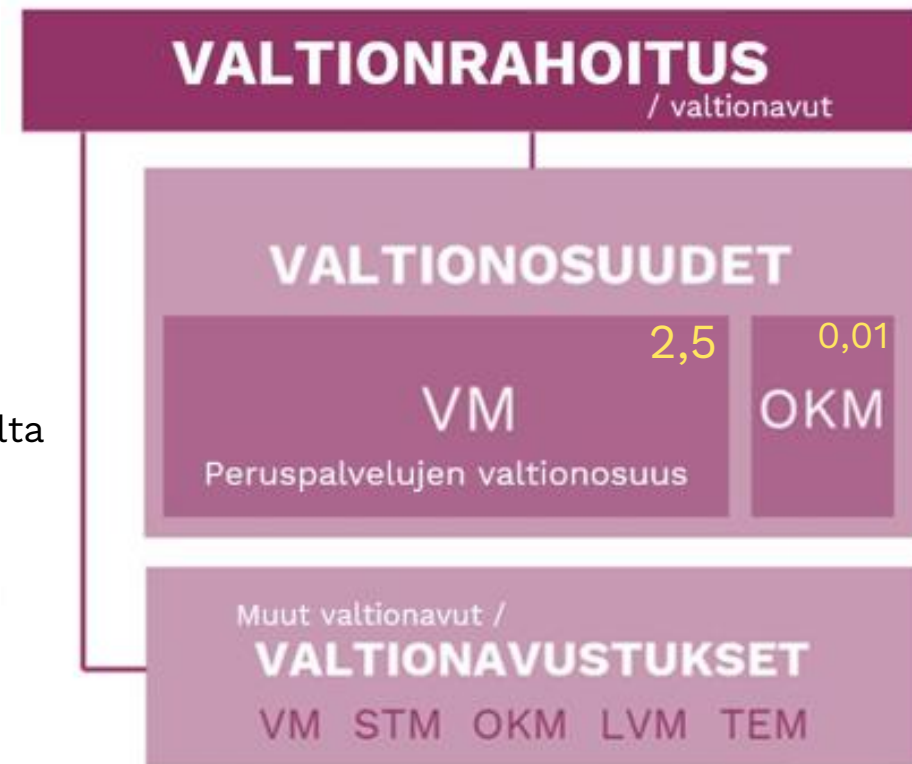 VALTIONRAHOITUS
/ valtionavut
VALTIONOSUUDET
2,5
0,01
VM
OKM
Peruspalvelujen valtionosuus
lta
Muut valtionavut /
VALTIONAVUSTUKSET
VM STM OKM LVM TEM